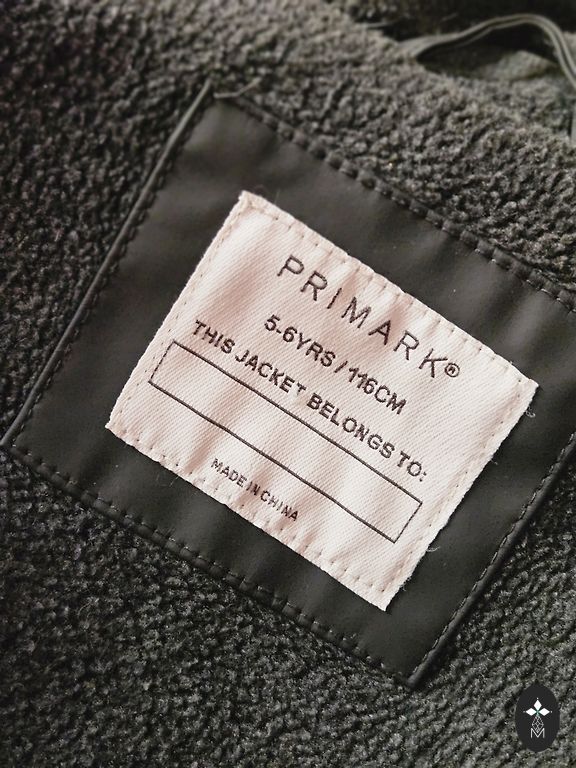 PRIMARK®
5-6YRS / 116CM
THIS JACKET BELONGS TO:
MADE IN CHINA
M